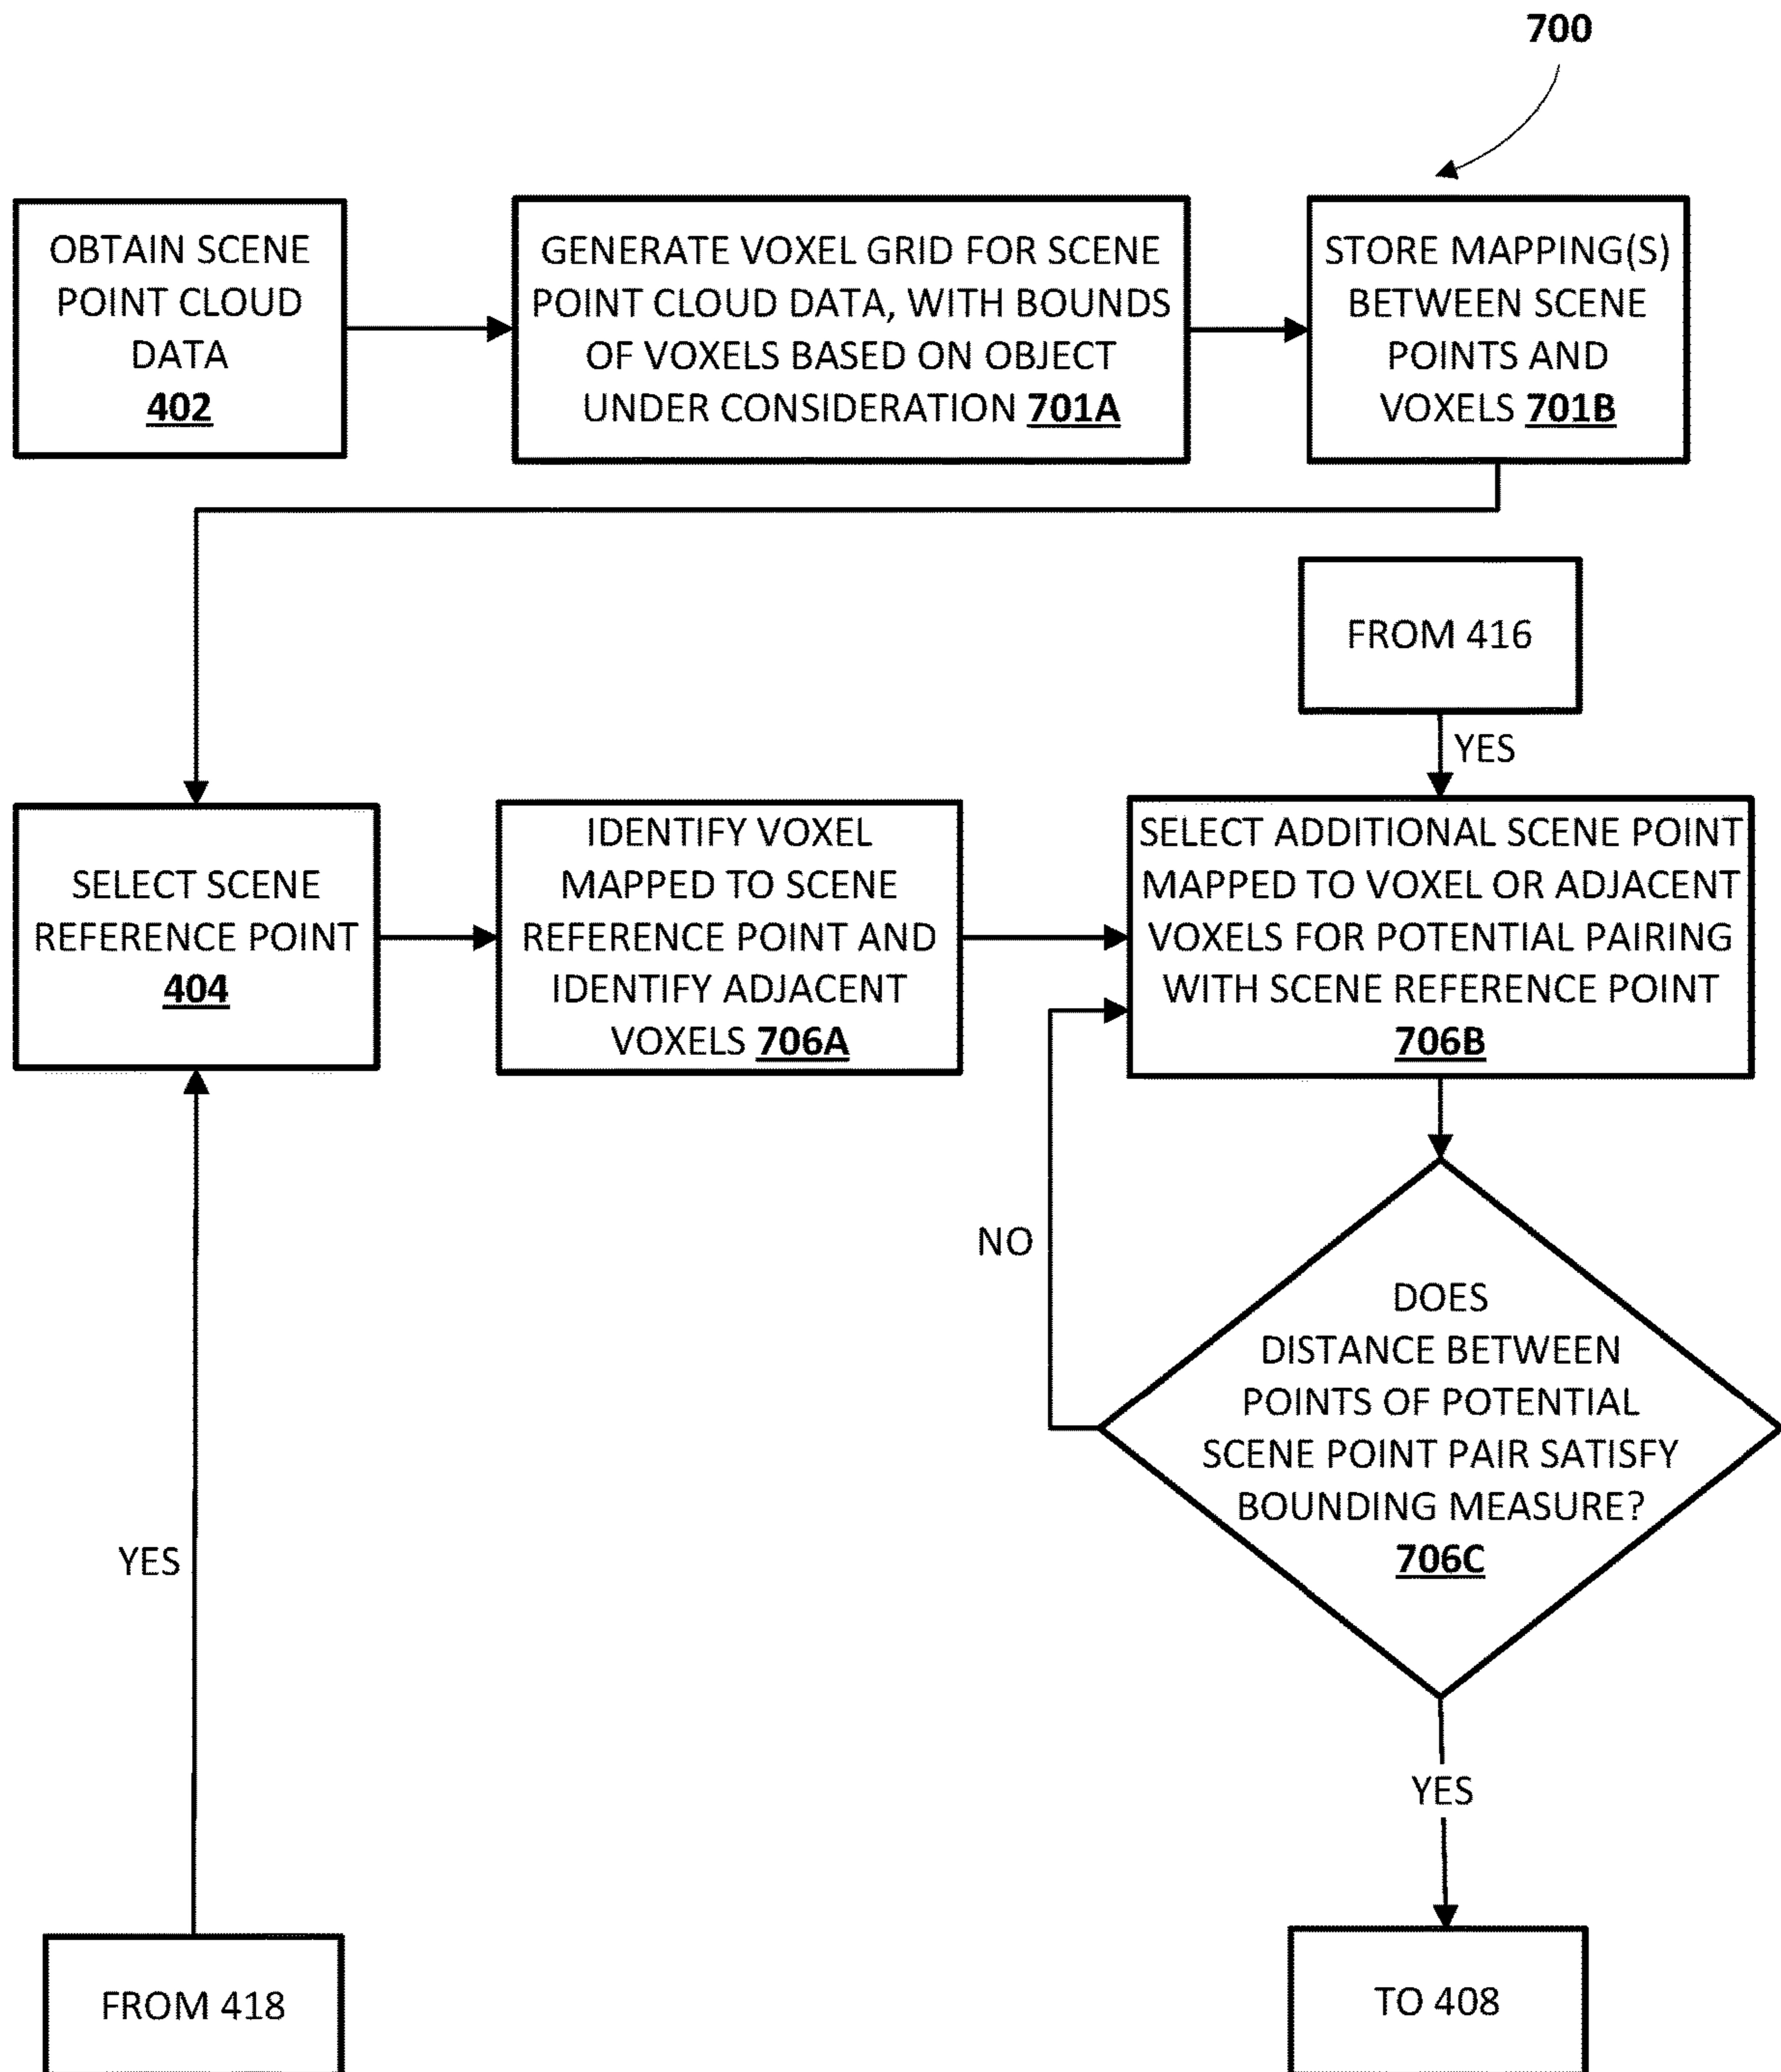 700
OBTAIN SCENE
POINT CLOUD
DATA
402
GENERATE VOXEL GRID FOR SCENE
POINT CLOUD DATA, WITH BOUNDS
OF VOXELS BASED ON OBJECT
UNDER CONSIDERATION 701A
STORE MAPPING(S)
BETWEEN SCENE
POINTS AND
VOXELS 701B
FROM 416
YES
SELECT SCENE
REFERENCE POINT
404
IDENTIFY VOXEL
MAPPED TO SCENE
REFERENCE POINT AND
IDENTIFY ADJACENT
VOXELS 706A
SELECT ADDITIONAL SCENE POINT
MAPPED TO VOXEL OR ADJACENT
VOXELS FOR POTENTIAL PAIRING
WITH SCENE REFERENCE POINT
706B
NO
DOES
DISTANCE BETWEEN
POINTS OF POTENTIAL
SCENE POINT PAIR SATISFY
BOUNDING MEASURE?
706C
YES
YES
FROM 418
TO 408